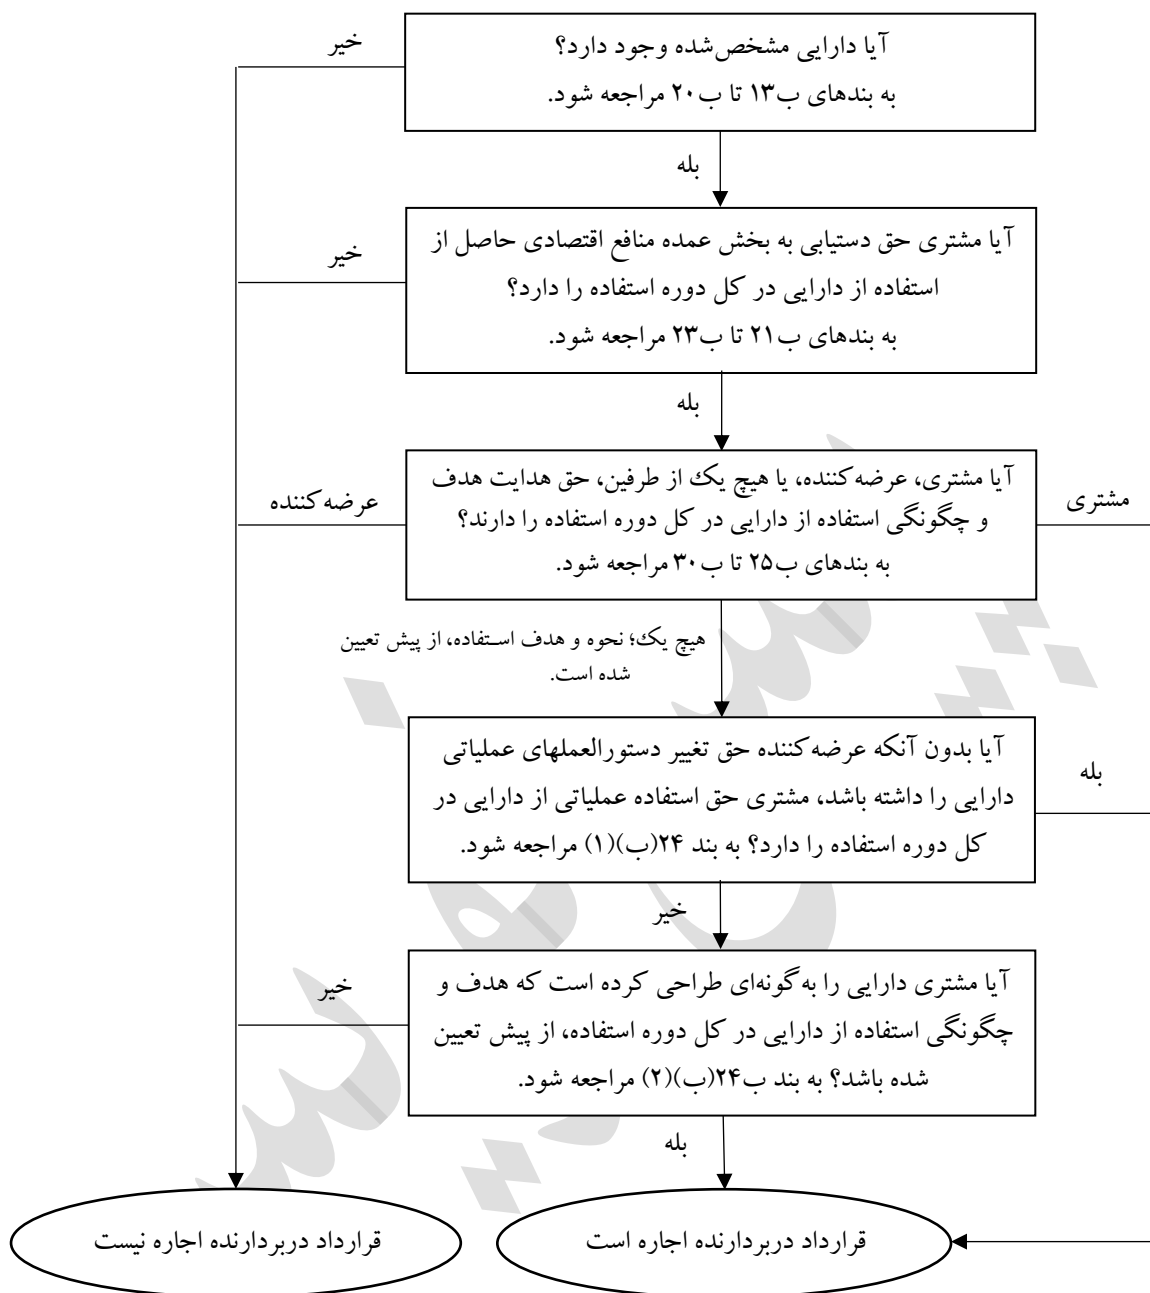 آیا دارایی مشخص‌شده وجود دارد؟
به بندهای ب۱۳ تا ب۲۰ مراجعه شود.
خیر
بله
آیا مشتری حق دستیابی به بخش عمده منافع اقتصادی حاصل از
استفاده از دارایی در کل دوره استفاده را دارد؟
به بندهای ب۲۱ تا ب۲۳ مراجعه شود.
خیر
بله
آیا مشتری، عرضه‌کننده، یا هیچ یک از طرفین، حق هدایت هدف
و چگونگی استفاده از دارایی در کل دوره استفاده را دارند؟
به بندهای ب۲۵ تا ب۳۰ مراجعه شود.
مشتری
عرضه‌کننده
هیچ یک؛ نحوه و هدف استفاده، از پیش تعیین
شده است.
آیا بدون آنکه عرضه‌کننده حق تغییر دستورالعملهای عملیاتی
دارایی را داشته باشد، مشتری حق استفاده عملیاتی از دارایی در
کل دوره استفاده را دارد؟ به بند ۲۴(ب)(۱) مراجعه شود.
بله
خیر
آیا مشتری دارایی را به‌گونه‌ای طراحی کرده است که هدف و
چگونگی استفاده از دارایی در کل دوره استفاده، از پیش تعیین
شده باشد؟ به بند ب۲۴(ب)(۲) مراجعه شود.
خیر
بله
قرارداد دربردارنده اجاره است
قرارداد دربردارنده اجاره نیست